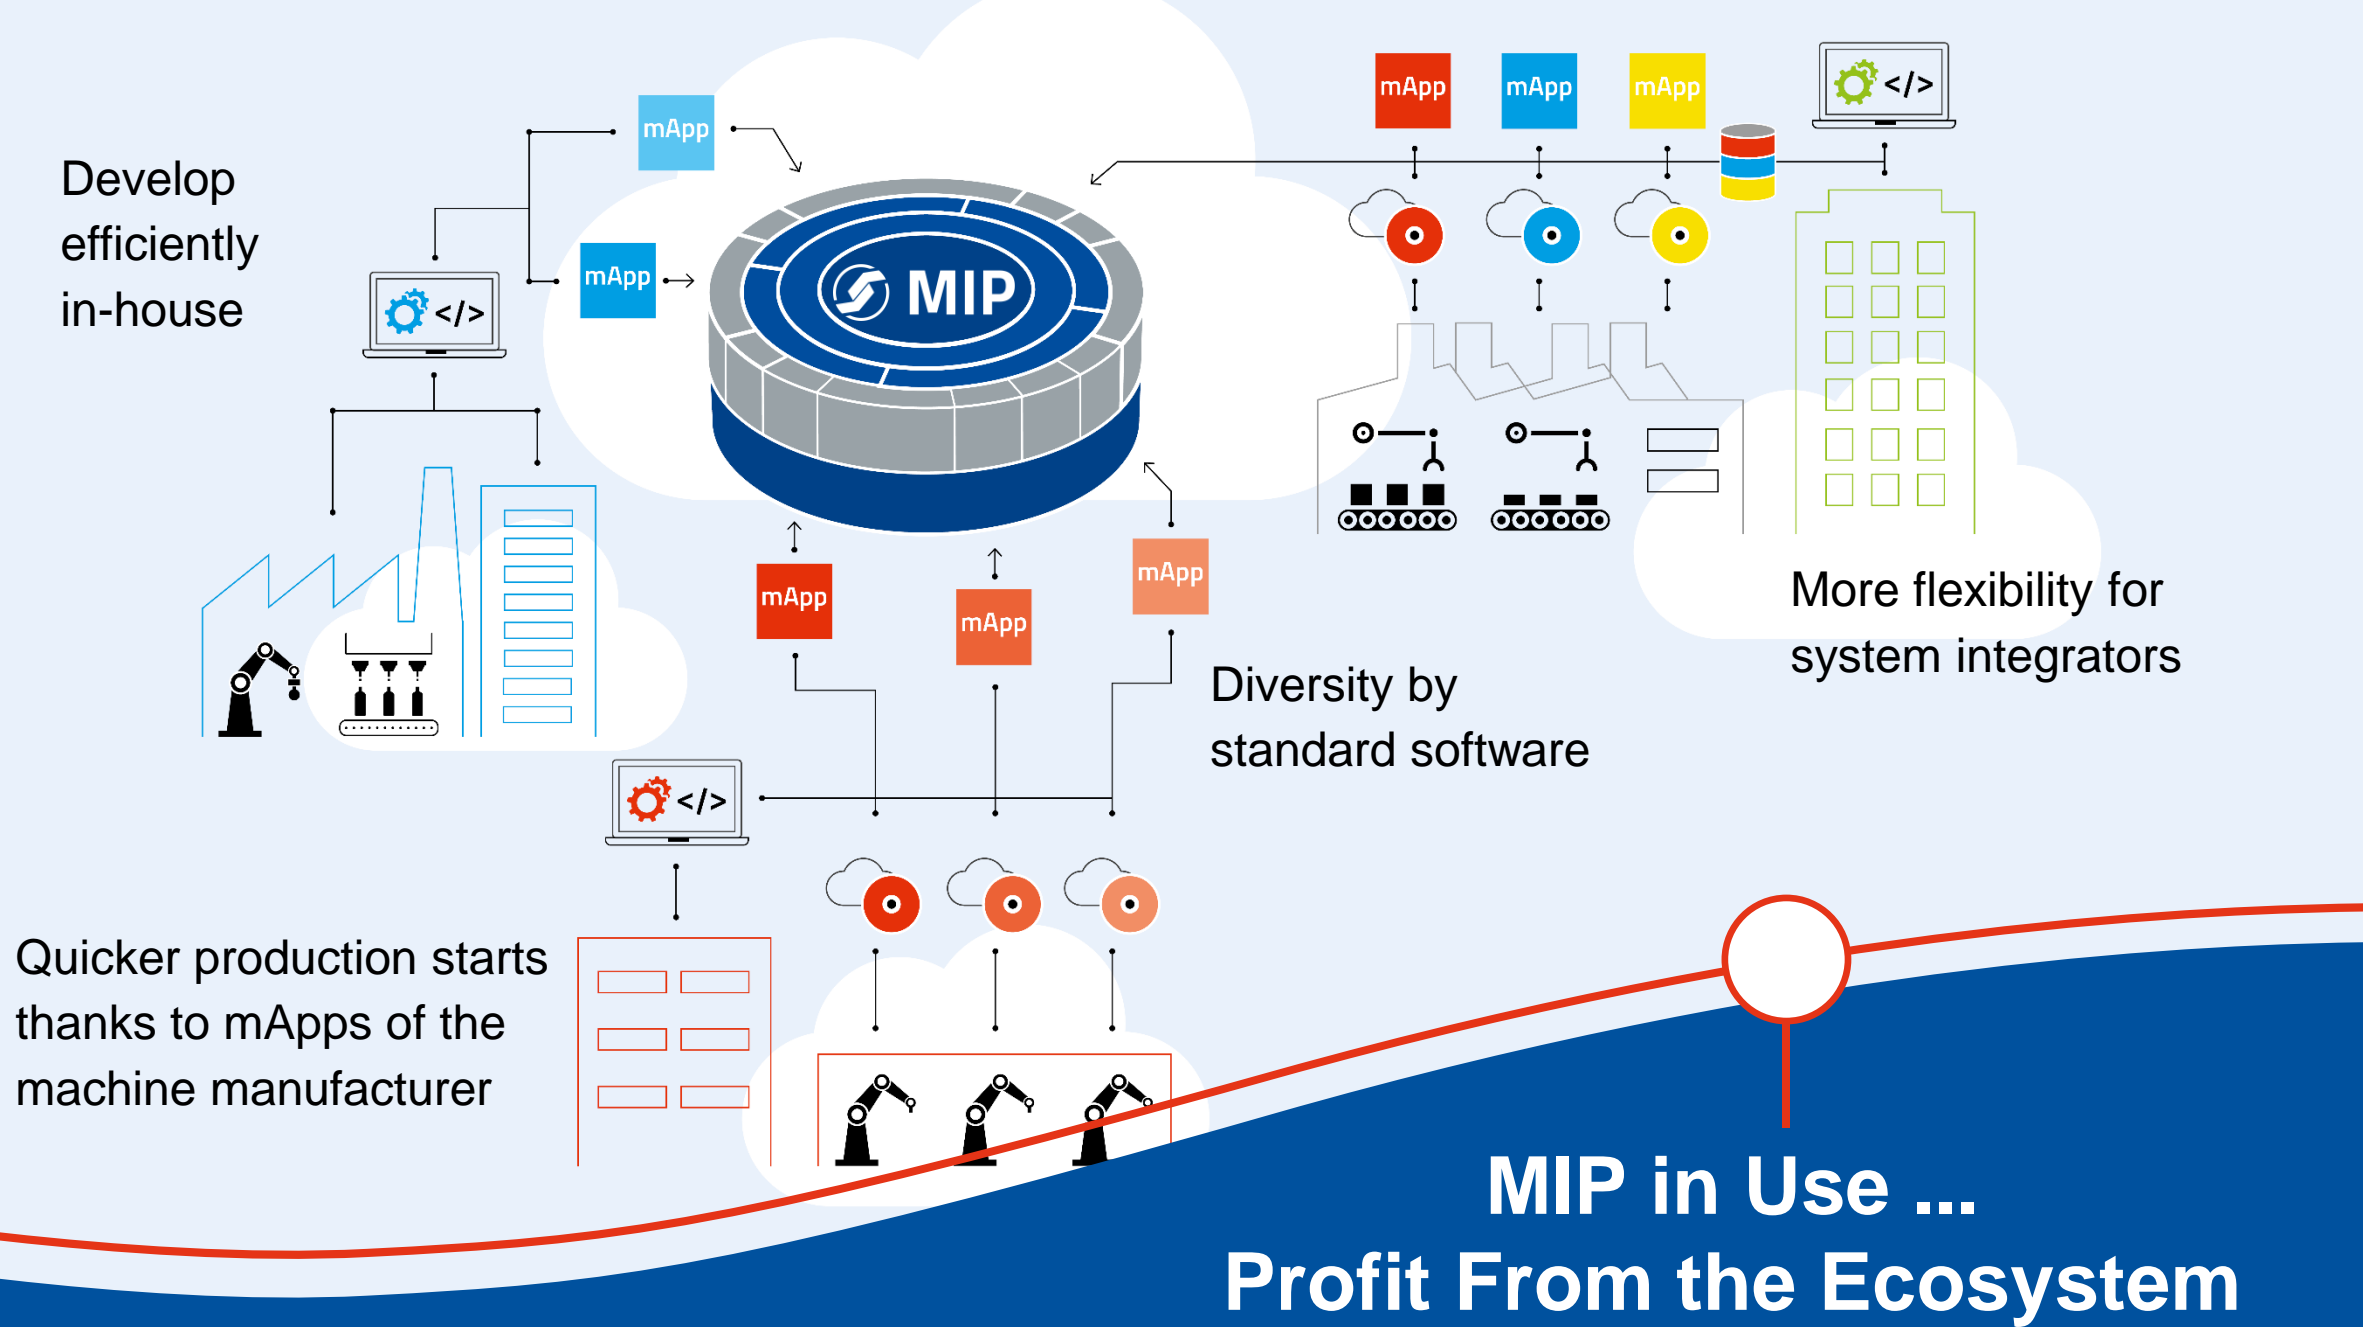 mApp
mApp
mApp
</>
mApp
Develop
efficiently
in-house
mApp
</>
MIP
mApp
mApp
mApp
More flexibility for
system integrators
Diversity by
standard software
</>
Quicker production starts
thanks to mApps of the
machine manufacturer
MIP in Use ...
Profit From the Ecosystem